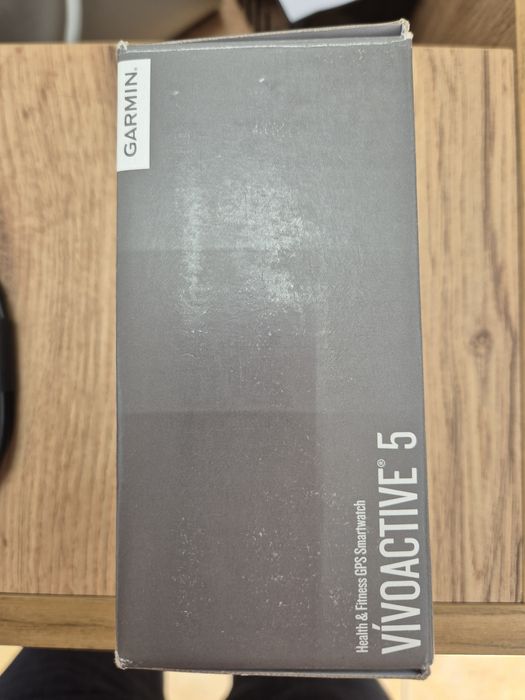 GARMIN.
Health & Fitness GPS Smartwatch
VÍVOACTIVE® 5